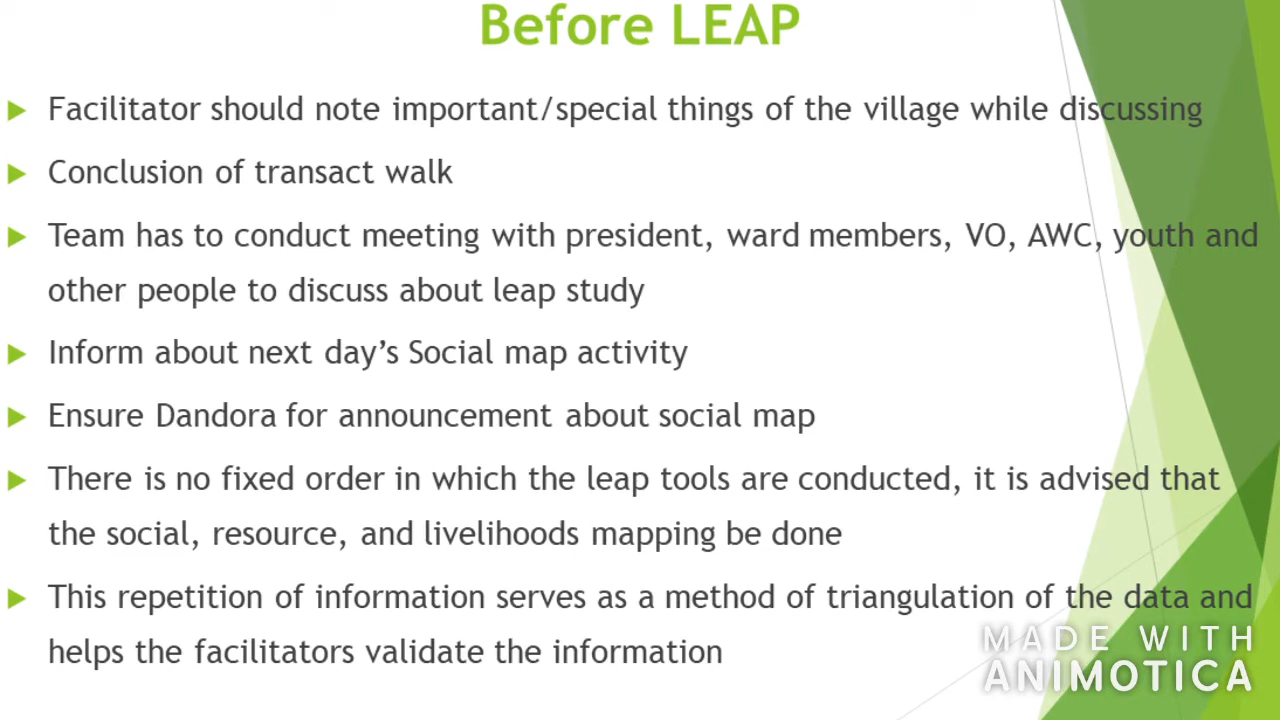 Before LEAP
Facilitator should note important/special things of the village while discussing
Conclusion of transact walk
Team has to conduct meeting with president, ward members, VO, AWC, youth and
other people to discuss about leap study
Inform about next day’s Social map activity
Ensure Dandora for announcement about social map
There is no fixed order in which the leap tools are conducted, it is advised that
the social, resource, and livelihoods mapping be done
This repetition of information serves as a method of triangulation of the data and
helps the facilitators validate the information
MADE WITH
ANIMOTICA